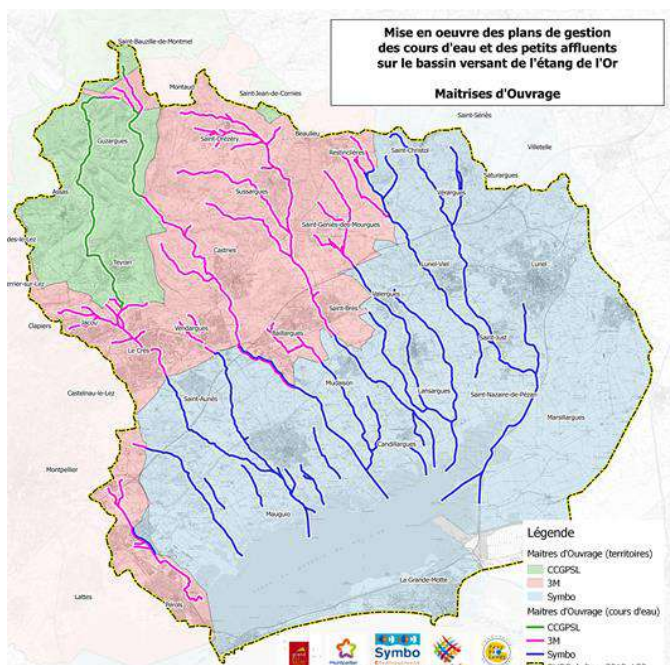 Mise en oeuvre des plans de gestion
des cours d'eau et des petits affluents
sur le bassin versant de l'étang de l'Or
Maitrises d'Ouvrage
Saint-Bauzille-de-Montmel
Montaud
Saint-Jean-de-Cornies
Beaulieu
Saint-Sériès
Villetelle
Guzargues
Saint-Drézéry
Restinclières
Saint-Christol
Saturargues
Vérargues
Assas
Sussargues
Saint-Geniès-des-Mourgues
Teyran
Castries
Lunel-Viel
Lunel
Valergues
Clapiers
Jacou
Vendargues
Saint-Brès
Baillargues
Le Crès
Saint-Just
Castelnau-le-Lez
Saint-Aunès
Mudaison
Lansargues
Saint-Nazaire-de-Pézan
Marsillargues
Candillargues
Montpellier
Mauguio
Lattes
Pérols
La Grande-Motte
Légende
Maitres d'Ouvrage (territoires)
CCGPSL
3M
Symbo
Maitres d'Ouvrage (cours d'eau)
CCGPSL
3M
Symbo
Symbo